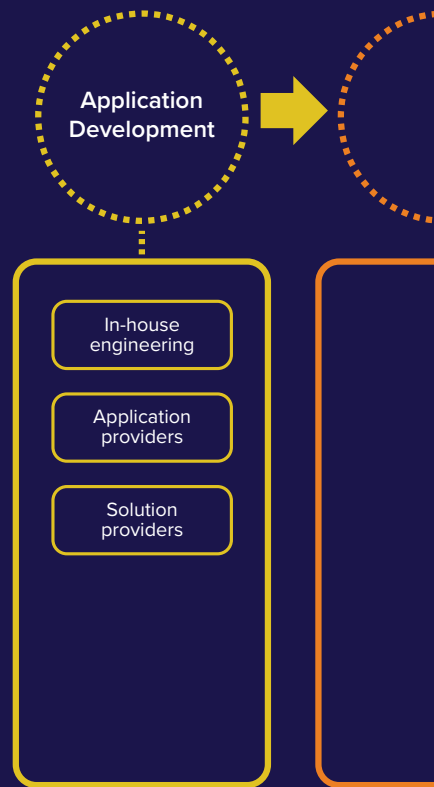 Application
Development
In-house
engineering
Application
providers
Solution
providers